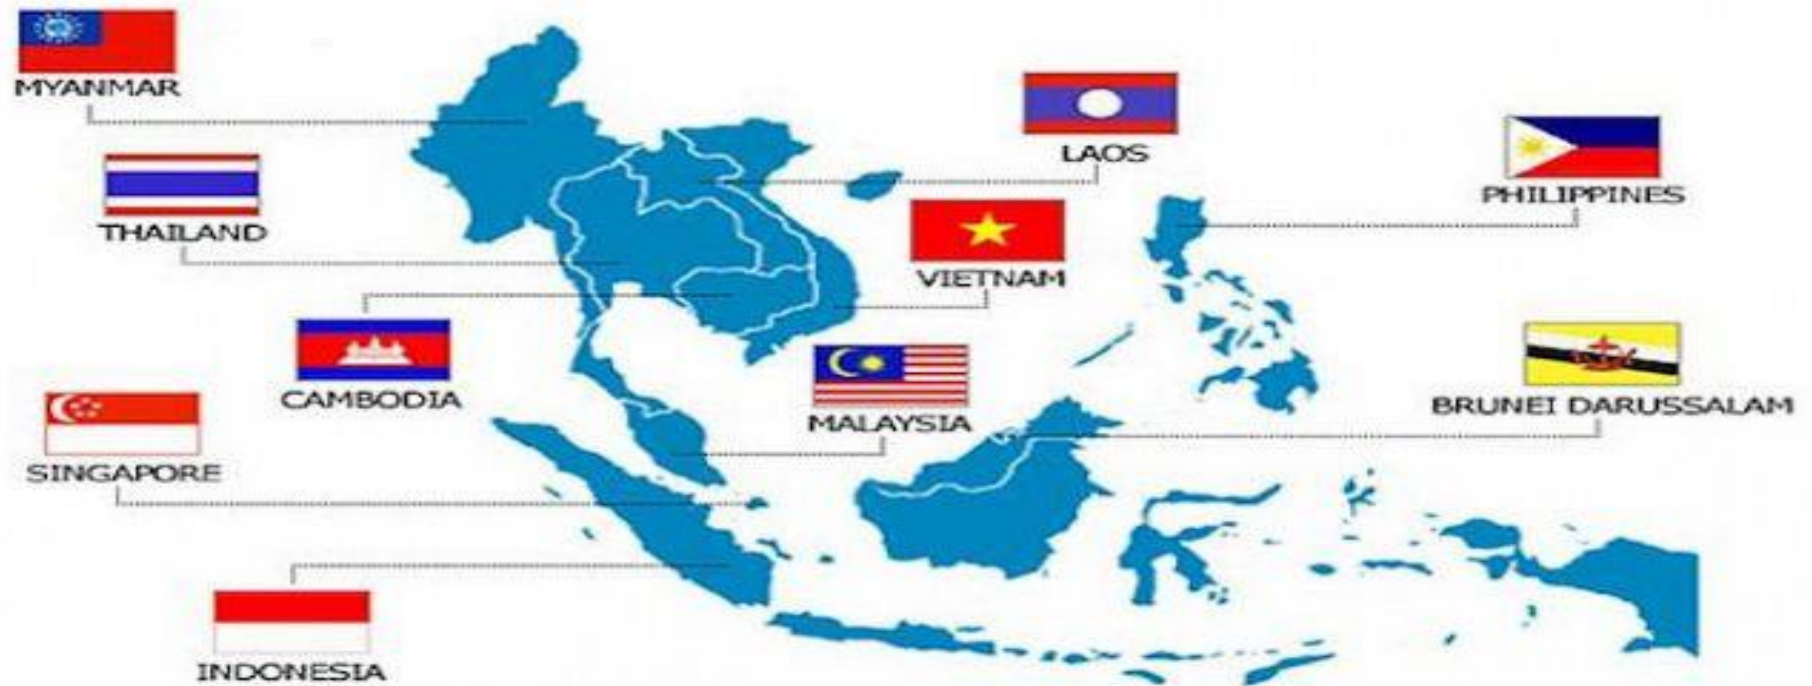 MYANMAR
LAOS
PHILIPPINES
THAILAND
VIETNAM
CAMBODIA
MALAYSIA
BRUNEI DARUSSALAM
SINGAPORE
INDONESIA